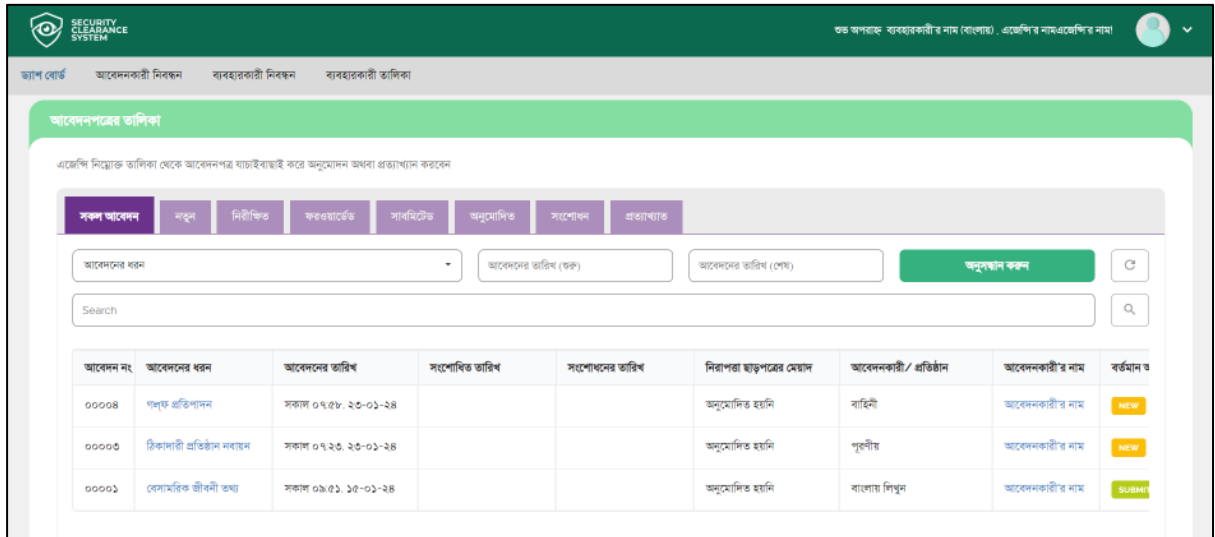 SECURITY
CLEARANCE
SYSTEM
শুভ অপরাহ্ন ব্যবহারকারী'র নাম (বাংলায়) , এজেন্সি'র নামএজেন্সি'র নাম!
ড্যাশ বোর্ড আবেদনকারী নিবন্ধন ব্যবহারকারী নিবন্ধন ব্যবহারকারী তালিকা
আবেদনপত্রের তালিকা
এজেন্সি নিম্নোক্ত তালিকা থেকে আবেদনপত্র যাচাইবাছাই করে অনুমোদন অথবা প্রত্যাখ্যান করবেন
সকল আবেদন নতুন নিরীক্ষিত ফরওয়ার্ডেড সাবমিটেড অনুমোদিত সংশোধন প্রত্যাখ্যাত
আবেদনের ধরন আবেদনের তারিখ (শুরু) আবেদনের তারিখ (শেষ) অনুসন্ধান করুন
Search
আবেদন নং আবেদনের ধরন আবেদনের তারিখ সংশোধিত তারিখ সংশোধনের তারিখ নিরাপত্তা ছাড়পত্রের মেয়াদ আবেদনকারী/ প্রতিষ্ঠান আবেদনকারী'র নাম বর্তমান অ
০০০০৪ গল্ফ প্রতিপাদন সকাল ০৭:৫৮, ২৩-০১-২৪ অনুমোদিত হয়নি বাহিনী আবেদনকারী'র নাম NEW
০০০০৩ ঠিকাদারী প্রতিষ্ঠান নবায়ন সকাল ০৭:২৩, ২৩-০১-২৪ অনুমোদিত হয়নি পূরণীয় আবেদনকারী'র নাম NEW
০০০০১ বেসামরিক জীবনী তথ্য সকাল ০৯:৫১, ১৫-০১-২৪ অনুমোদিত হয়নি বাংলায় লিখুন আবেদনকারী'র নাম SUBMIT